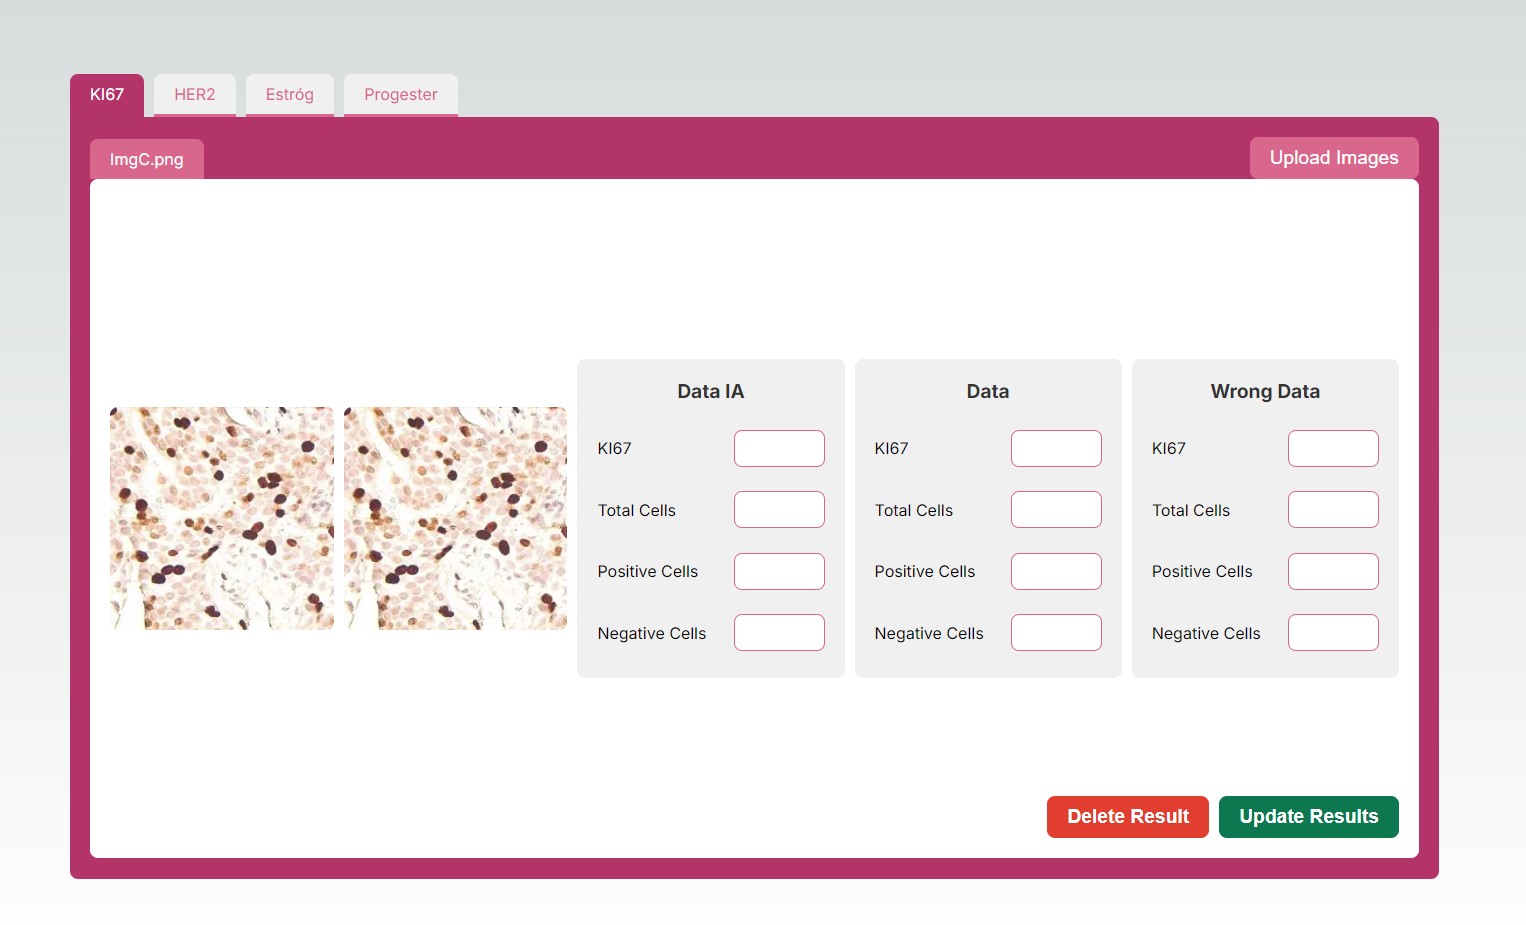 KI67 HER2 Estróg Progester
ImgC.png Upload Images
Data IA
KI67
Total Cells
Positive Cells
Negative Cells
Data
KI67
Total Cells
Positive Cells
Negative Cells
Wrong Data
KI67
Total Cells
Positive Cells
Negative Cells
Delete Result Update Results